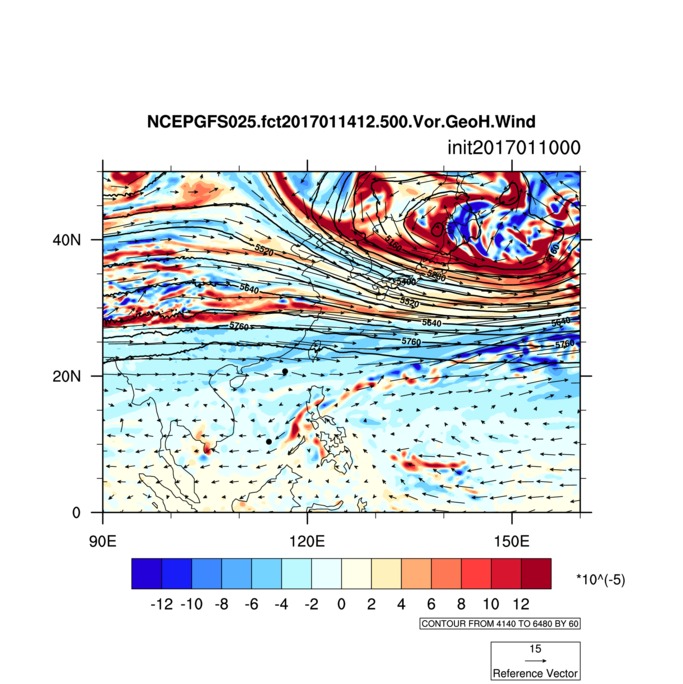 NCEPGFS025.fct2017011412.500.Vor.GeoH.Wind
init2017011000
40N
20N
0
90E 120E 150E
5520
5640
5760
5160
5400
5520
5640
5760
5640
5760
-12 -10 -8 -6 -4 -2 0 2 4 6 8 10 12
*10^(-5)
CONTOUR FROM 4140 TO 6480 BY 60
15
Reference Vector